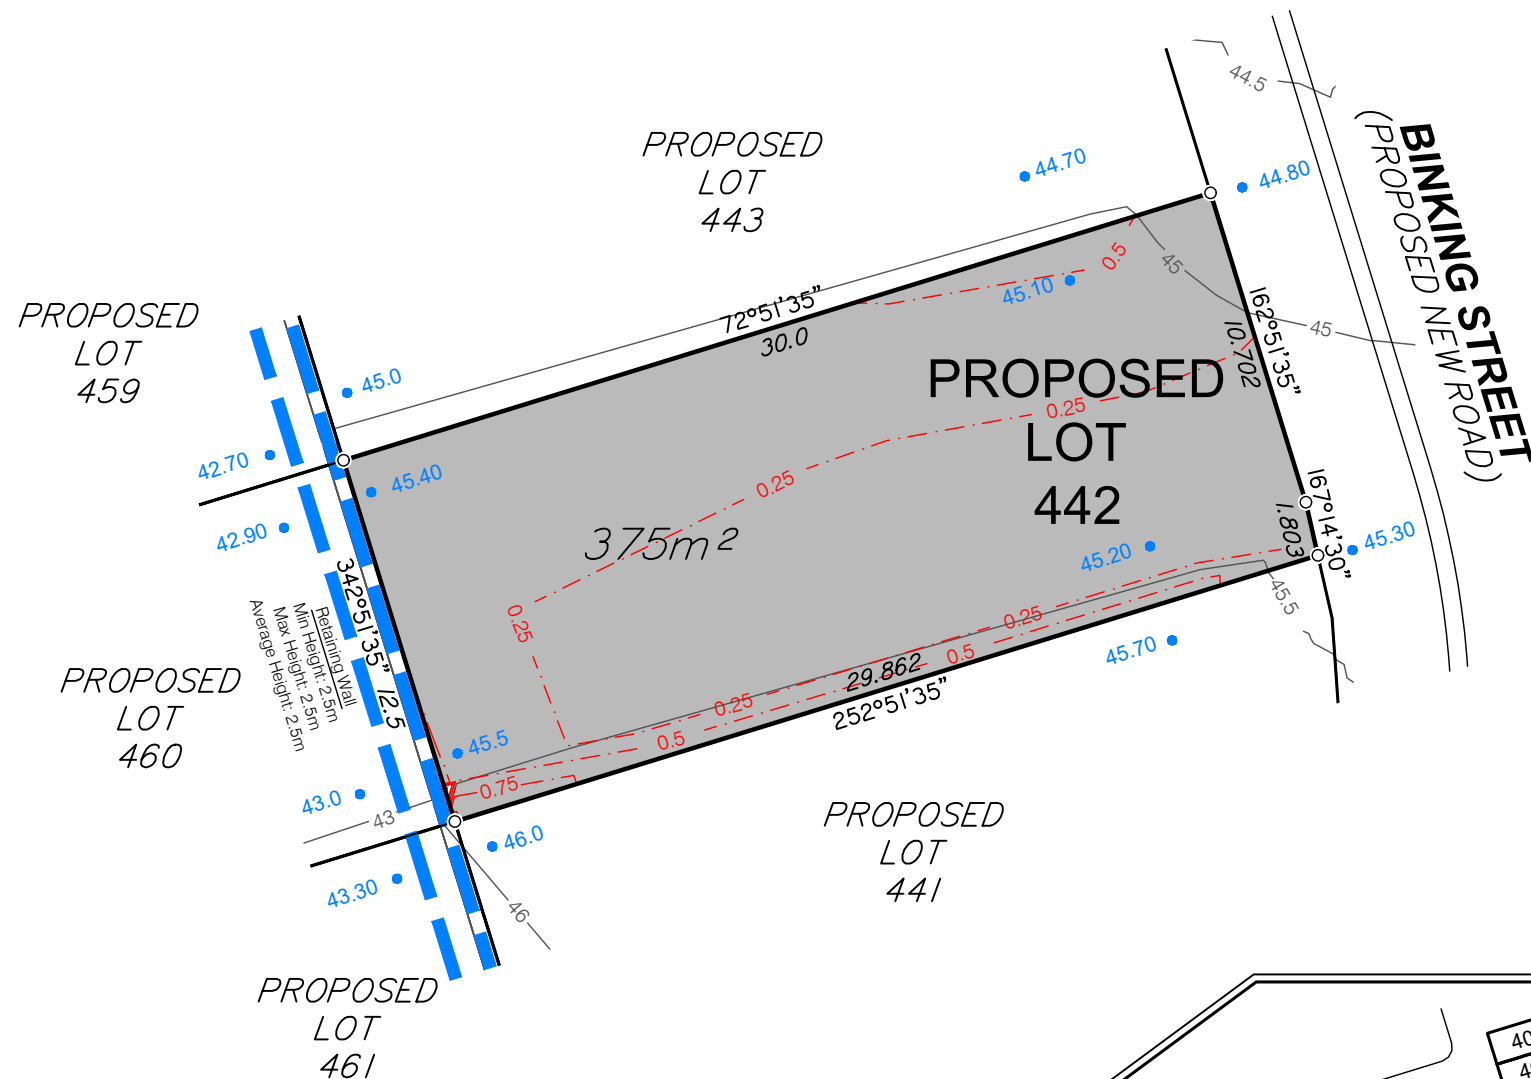 44.5
BINKING STREET
(PROPOSED NEW ROAD)
PROPOSED
LOT
443
44.70
44.80
45
45
0.5
45.10
72°51'35"
30.0
162°51'35"
10.702
PROPOSED
LOT
459
45.0
42.70
45.40
42.90
PROPOSED
LOT
442
0.25
0.25
375m²
167°14'30"
1.803
45.20
45.30
45.5
342°51'35"
12.5
Retaining Wall
Min Height: 2.5m
Max Height: 2.5m
Average Height: 2.5m
0.25
0.25
0.5
45.70
29.862
252°51'35"
PROPOSED
LOT
460
0.25
0.5
45.5
0.75
43.0
43
46.0
43.30
46
PROPOSED
LOT
441
PROPOSED
LOT
461